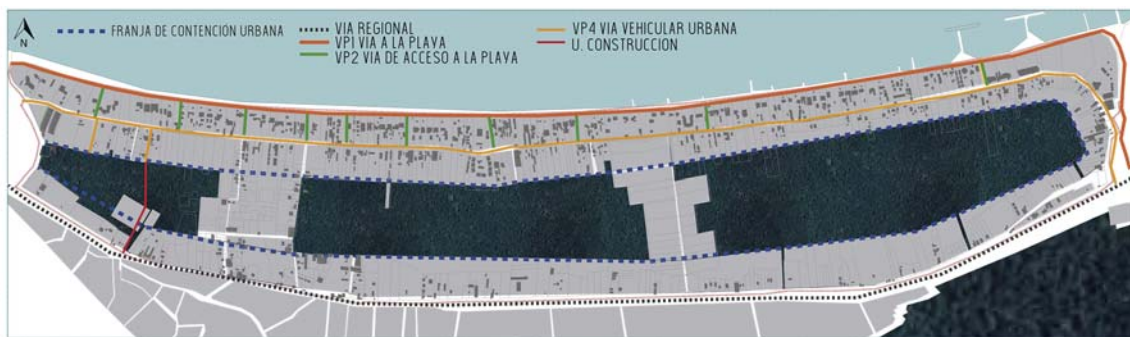 N
FRANJA DE CONTENCIÓN URBANA
VIA REGIONAL
VP1 VIA A LA PLAYA
VP2 VIA DE ACCESO A LA PLAYA
VP4 VIA VEHICULAR URBANA
U. CONSTRUCCION